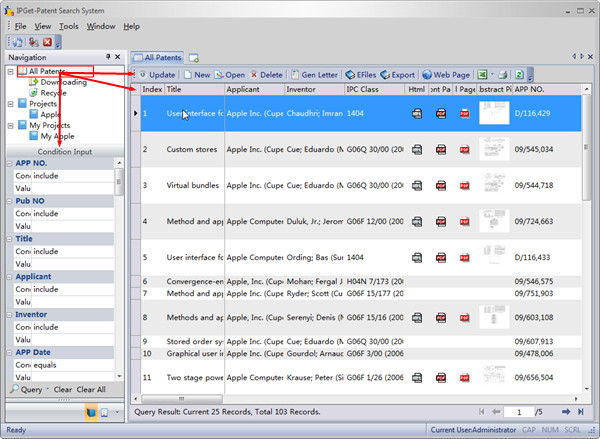 IPGet-Patent Search System
File View Tools Window Help
Navigation
All Patents
Downloading
Recycle
Projects
Apple
My Projects
My Apple
Condition Input
APP NO.
Con include
Valu
Pub NO
Con include
Valu
Title
Con include
Valu
Applicant
Con include
Valu
Inventor
Con include
Valu
APP Date
Con equals
Valu
Query Clear Clear All
All Patents
Update New Open Delete Gen Letter EFiles Export Web Page
Index Title Applicant Inventor IPC Class Html ont Pa l Page bstract Pi APP NO.
1 User interface fo Apple Inc. (Cupe Chaudhri; Imran 1404 D/116,429
2 Custom stores Apple Inc. (Cupe Cue; Eduardo (M G06Q 30/00 (200 09/545,034
3 Virtual bundles Apple Inc. (Cupe Cue; Eduardo (M G06Q 30/00 (200 09/544,718
4 Method and app Apple Computer Duluk, Jr.; Jerom G06F 12/00 (200 09/724,663
5 User interface fo Apple Computer Ording; Bas (Sun 1404 D/116,433
6 Convergence-en Apple, Inc. (Cupe Mohan; Fergal J H04N 7/173 (200 09/546,575
7 Method and app Apple, Inc. (Cupe Ryder; Scott (Cu G06F 15/177 (20 09/751,903
8 Methods and ap Apple Computer Serenyi; Denis (M G06F 15/16 (200 09/603,108
9 Stored order sys Apple Computer Cue; Eduardo (M G06Q 30/00 (200 09/607,913
10 Graphical user in Apple Computer Gourdol; Arnauc G06F 3/00 (2006 09/478,006
11 Two stage powe Apple Computer Krause; Peter (Si G06F 1/26 (2006 09/656,504
Query Result: Current 25 Records, Total 103 Records.
1 /5
Ready
Current User:Administrator CAP NUM SCRL